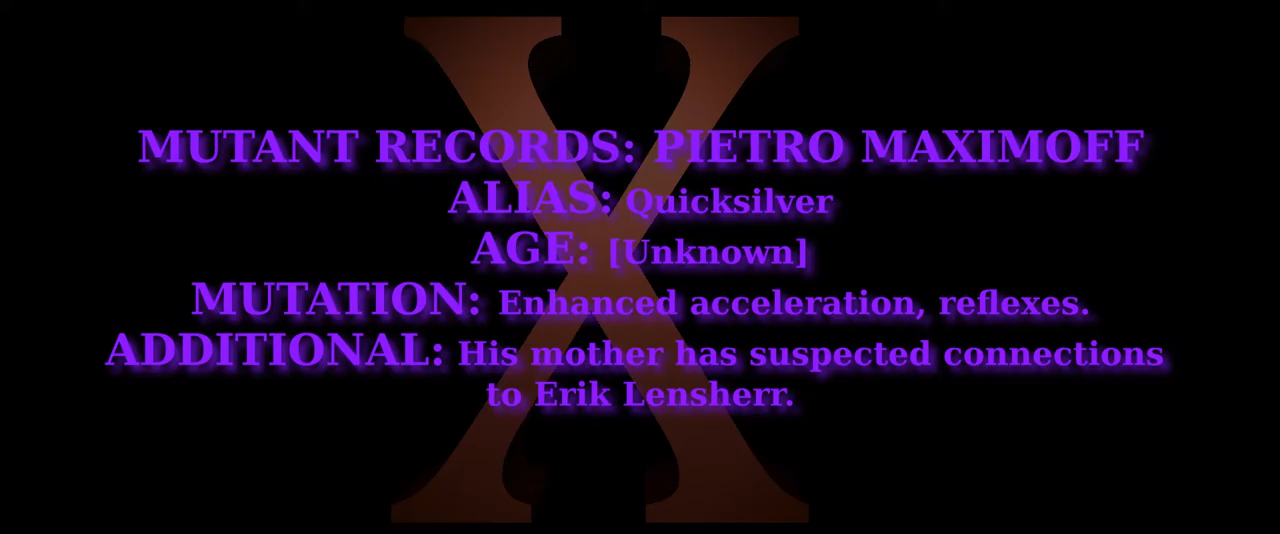 MUTANT RECORDS: PIETRO MAXIMOFF
ALIAS: Quicksilver
AGE: [Unknown]
MUTATION: Enhanced acceleration, reflexes.
ADDITIONAL: His mother has suspected connections
to Erik Lensherr.